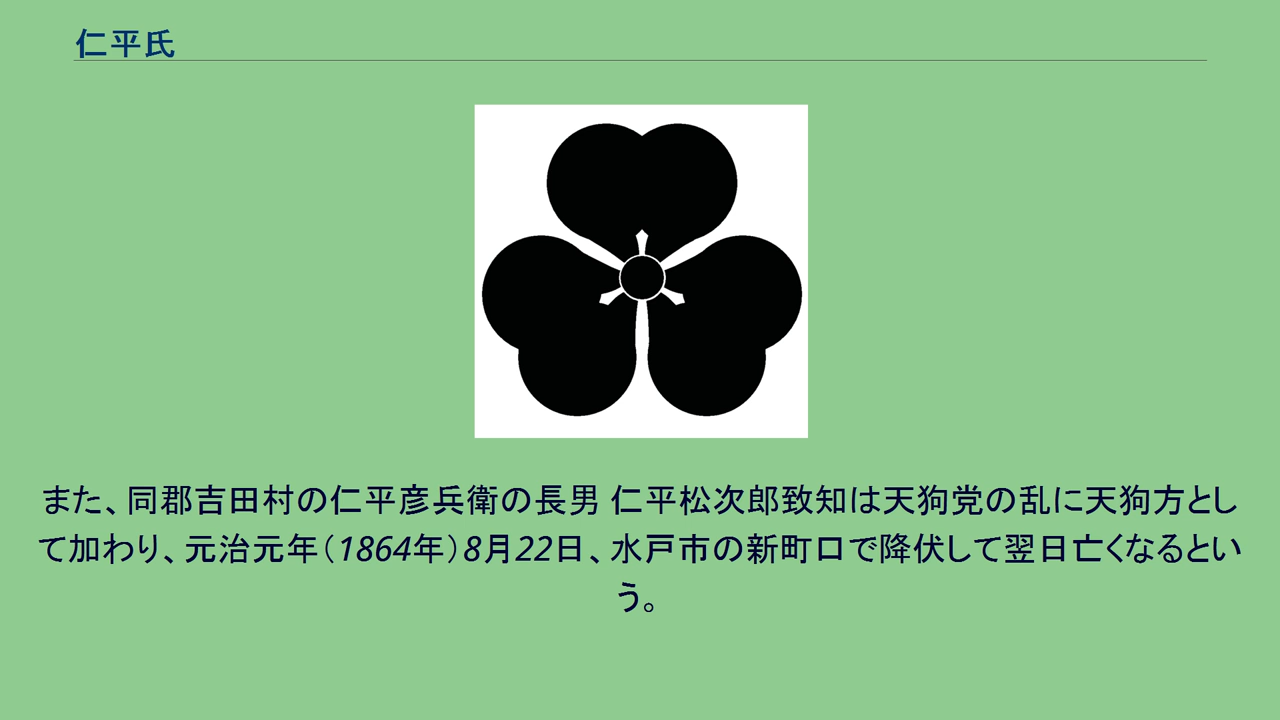 仁平氏
また、同郡吉田村の仁平彦兵衛の長男 仁平松次郎致知は天狗党の乱に天狗方とし
て加わり、元治元年（1864年）8月22日、水戸市の新町口で降伏して翌日亡くなるとい
う。